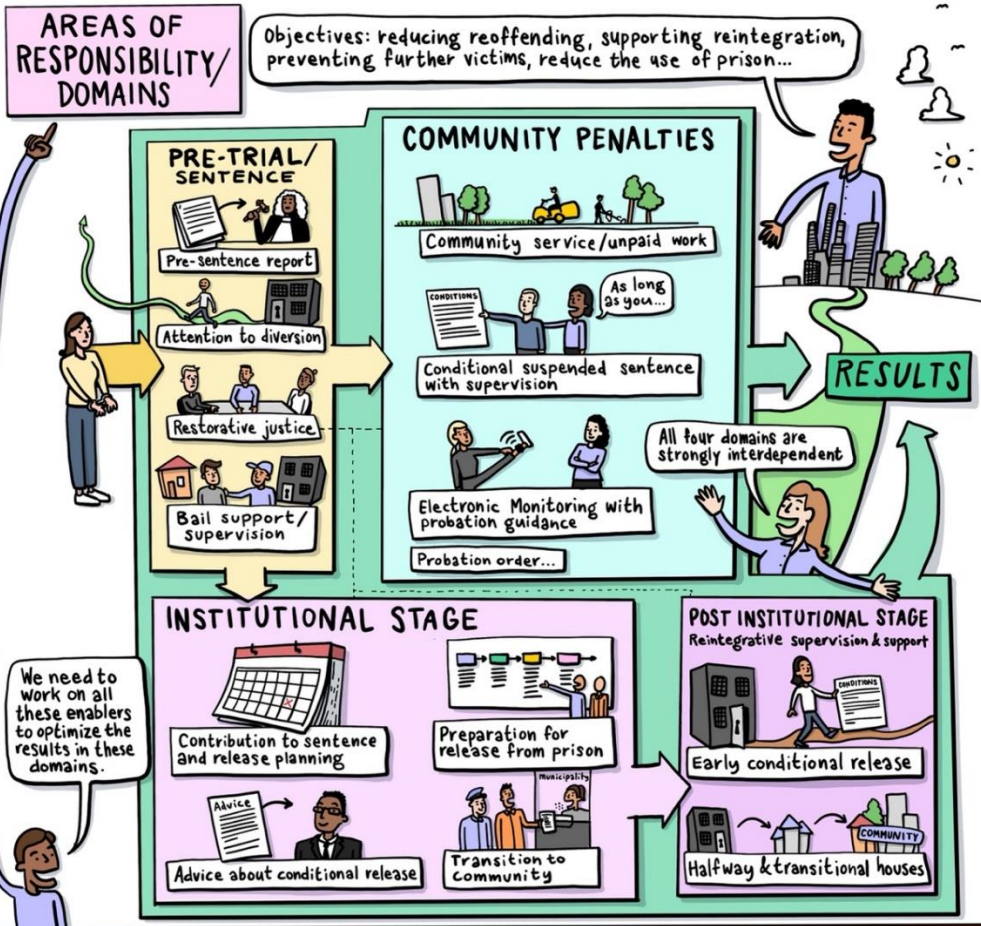 AREAS OF
RESPONSIBILITY/
DOMAINS
Objectives: reducing reoffending, supporting reintegration,
preventing further victims, reduce the use of prison...
PRE-TRIAL/
SENTENCE
Pre-sentence report
Attention to diversion
Restorative justice
Bail support/
supervision
COMMUNITY PENALTIES
Community service/unpaid work
CONDITIONS
As long
as you...
Conditional suspended sentence
with supervision
Electronic Monitoring with
probation guidance
Probation order...
RESULTS
All four domains are
strongly interdependent
INSTITUTIONAL STAGE
Contribution to sentence
and release planning
Preparation for
release from prison
Advice
Advice about conditional release
municipality
Transition to
Community
POST INSTITUTIONAL STAGE
Reintegrative supervision & support
CONDITIONS
Early conditional release
COMMUNITY
Halfway & transitional houses
We need to
work on all
these enablers
to optimize the
results in these
domains.